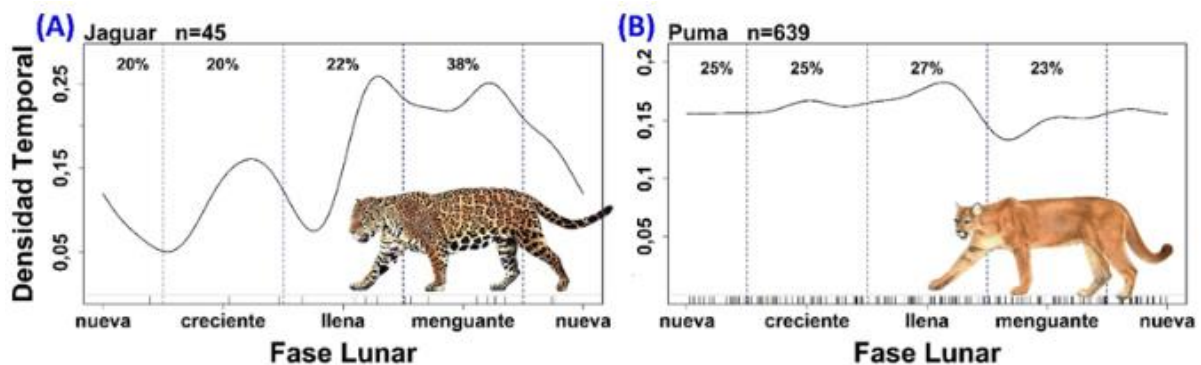 (A) Jaguar n=45
Densidad Temporal
0,25
0,15
0,05
20% 20% 22% 38%
nueva creciente llena menguante nueva
Fase Lunar
(B) Puma n=639
0,2
0,15
0,1
0,05
25% 25% 27% 23%
nueva creciente llena menguante nueva
Fase Lunar